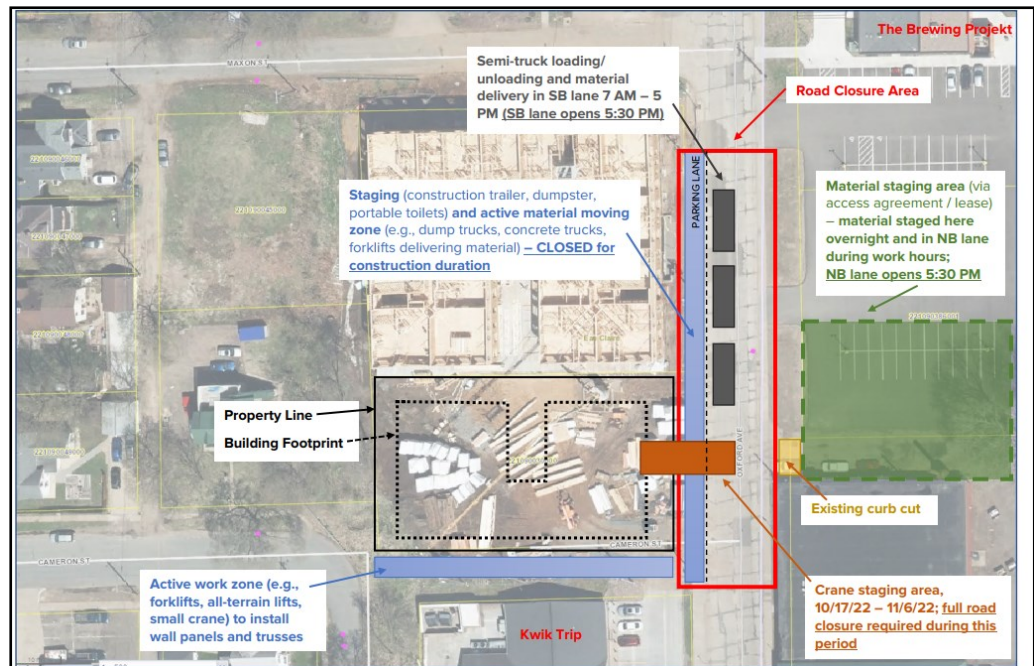 The Brewing Projekt
MAXON ST
Semi-truck loading/
unloading and material
delivery in SB lane 7 AM – 5
PM (SB lane opens 5:30 PM)
Road Closure Area
PARKING LANE
Staging (construction trailer, dumpster,
portable toilets) and active material moving
zone (e.g., dump trucks, concrete trucks,
forklifts delivering material) – CLOSED for
construction duration
Material staging area (via
access agreement / lease)
– material staged here
overnight and in NB lane
during work hours;
NB lane opens 5:30 PM
Eau Claire
Property Line
Building Footprint
OXFORD AVE
Existing curb cut
CAMERON ST
CAMERON ST
Active work zone (e.g.,
forklifts, all-terrain lifts,
small crane) to install
wall panels and trusses
Kwik Trip
Crane staging area,
10/17/22 – 11/6/22; full road
closure required during this
period